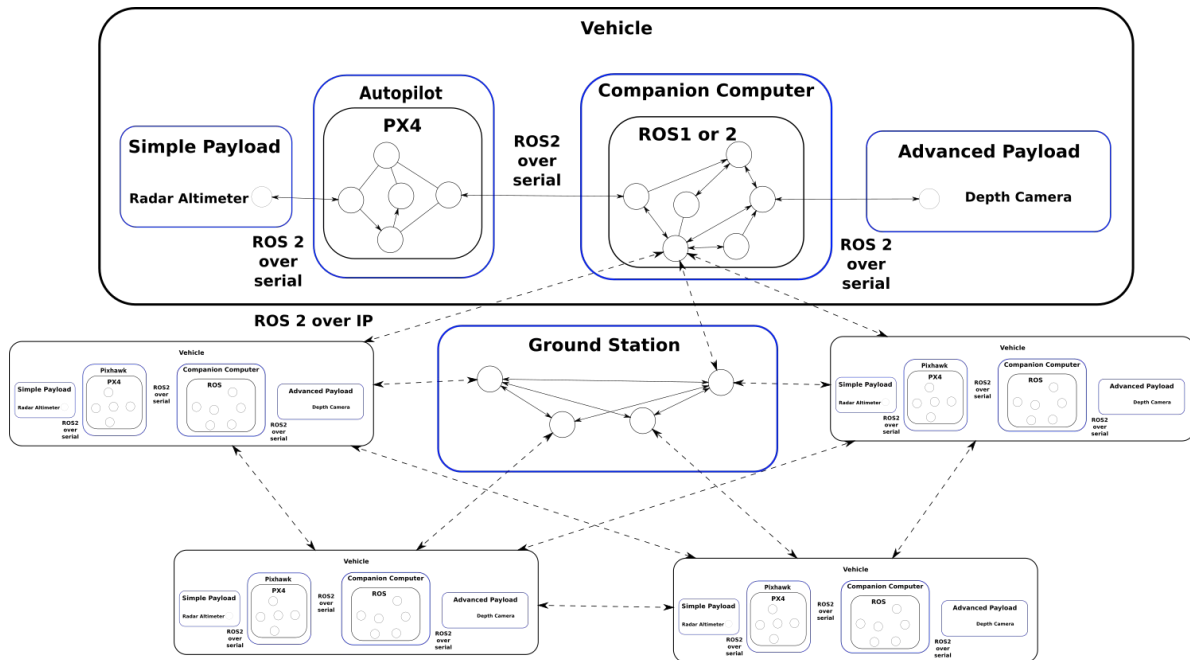 Vehicle
Autopilot
Companion Computer
PX4
ROS1 or 2
Simple Payload
ROS2
over
serial
Advanced Payload
Radar Altimeter
Depth Camera
ROS 2
over
serial
ROS 2
over
serial
ROS 2 over IP
Ground Station
Vehicle
Pixhawk
Companion Computer
PX4
ROS
Simple Payload
ROS2
over
serial
Advanced Payload
Radar Altimeter
Depth Camera
ROS2
over
serial
ROS2
over
serial
Vehicle
Pixhawk
Companion Computer
PX4
ROS
Simple Payload
ROS2
over
serial
Advanced Payload
Radar Altimeter
Depth Camera
ROS2
over
serial
ROS2
over
serial
Vehicle
Pixhawk
Companion Computer
PX4
ROS
Simple Payload
ROS2
over
serial
Advanced Payload
Radar Altimeter
Depth Camera
ROS2
over
serial
ROS2
over
serial
Vehicle
Pixhawk
Companion Computer
PX4
ROS
Simple Payload
ROS2
over
serial
Advanced Payload
Radar Altimeter
Depth Camera
ROS2
over
serial
ROS2
over
serial